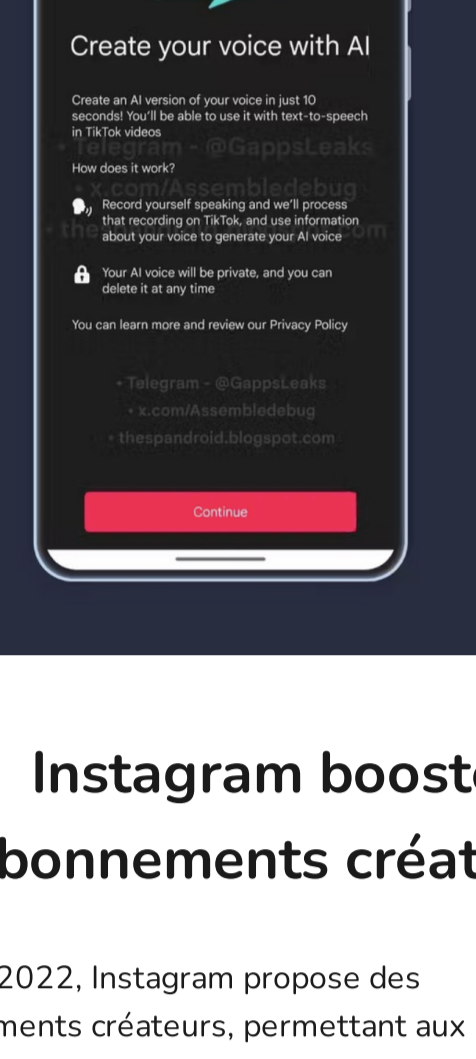 Create your voice with AI
Create an AI version of your voice in just 10
seconds! You'll be able to use it with text-to-speech
in TikTok videos
• Telegram - @GappsLeaks
How does it work?
• x.com/Assembledebug
Record yourself speaking and we'll process
that recording on TikTok, and use information
about your voice to generate your AI voice
Your AI voice will be private, and you can
delete it at any time
You can learn more and review our Privacy Policy
• Telegram - @GappsLeaks
• x.com/Assembledebug
• thespandroid.blogspot.com
Continue
Instagram boost
bonnements créat
2022, Instagram propose des
ments créateurs, permettant aux